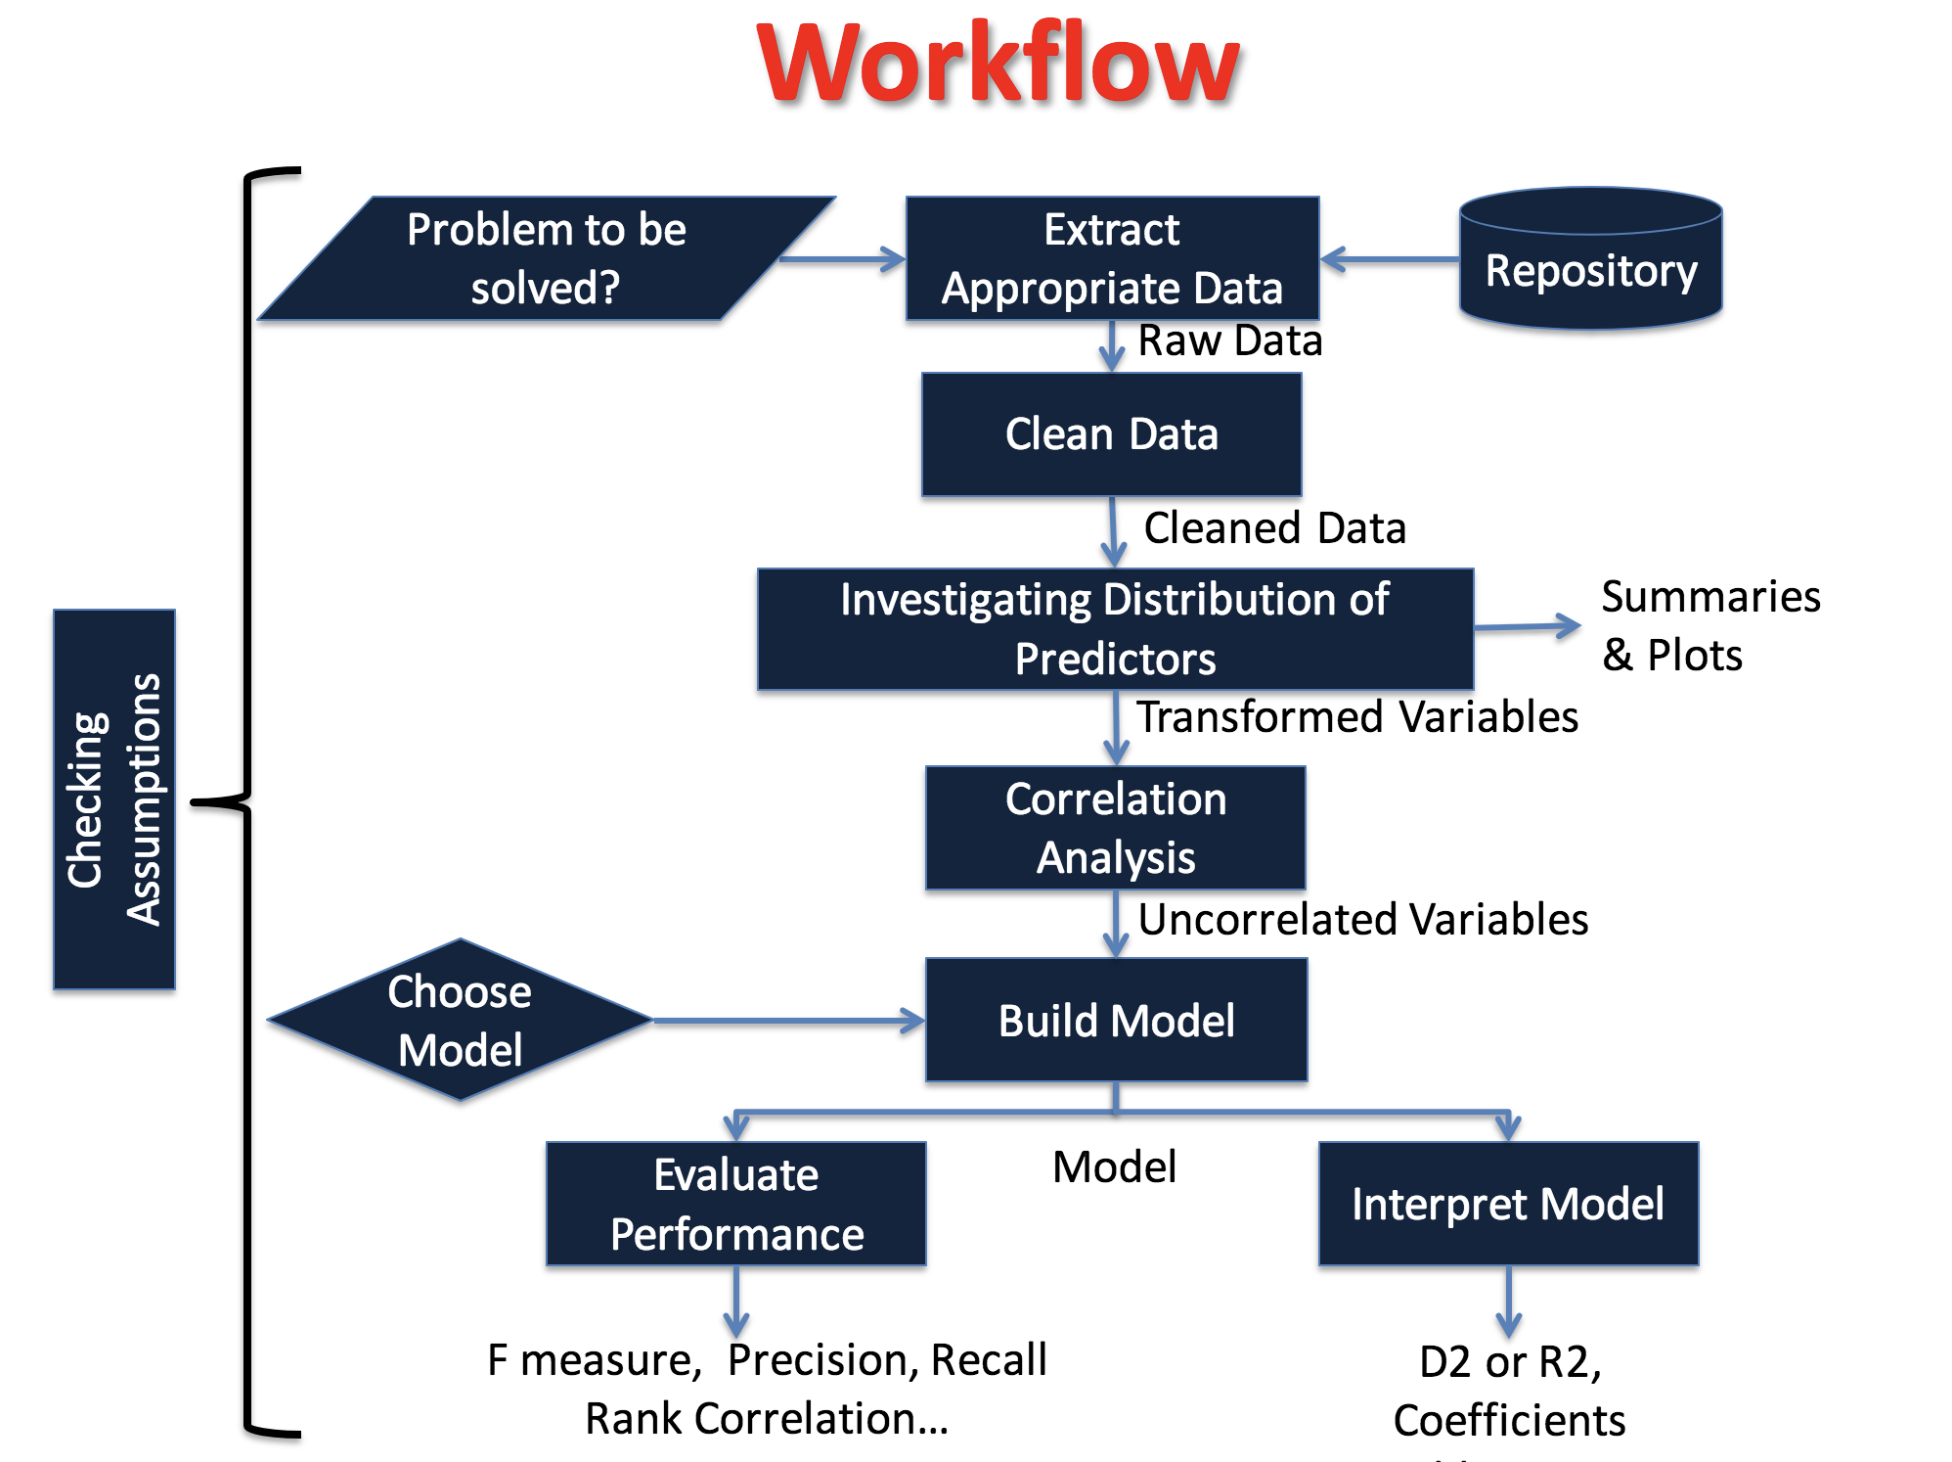 Workflow
Problem to be
solved?
Extract
Appropriate Data
Repository
Raw Data
Clean Data
Cleaned Data
Investigating Distribution of
Predictors
Summaries
& Plots
Transformed Variables
Checking
Assumptions
Correlation
Analysis
Uncorrelated Variables
Choose
Model
Build Model
Model
Evaluate
Performance
Interpret Model
F measure, Precision, Recall
Rank Correlation...
D2 or R2,
Coefficients